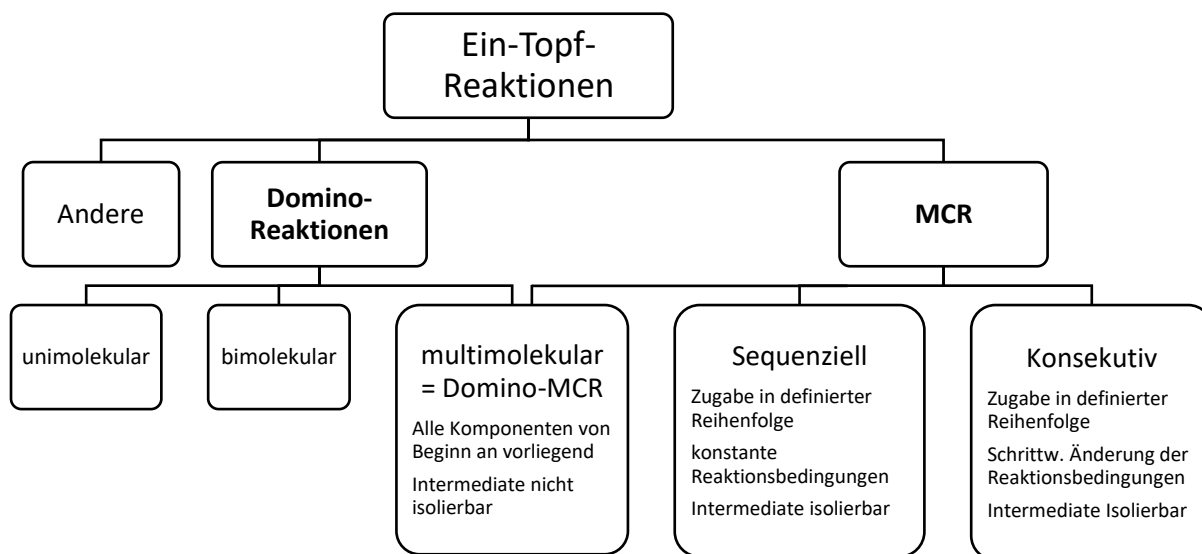 Ein-Topf-
Reaktionen
Andere
Domino-
Reaktionen
MCR
unimolekular
bimolekular
multimolekular
= Domino-MCR
Alle Komponenten von
Beginn an vorliegend
Intermediate nicht
isolierbar
Sequenziell
Zugabe in definierter
Reihenfolge
konstante
Reaktionsbedingungen
Intermediate isolierbar
Konsekutiv
Zugabe in definierter
Reihenfolge
Schrittw. Änderung der
Reaktionsbedingungen
Intermediate Isolierbar